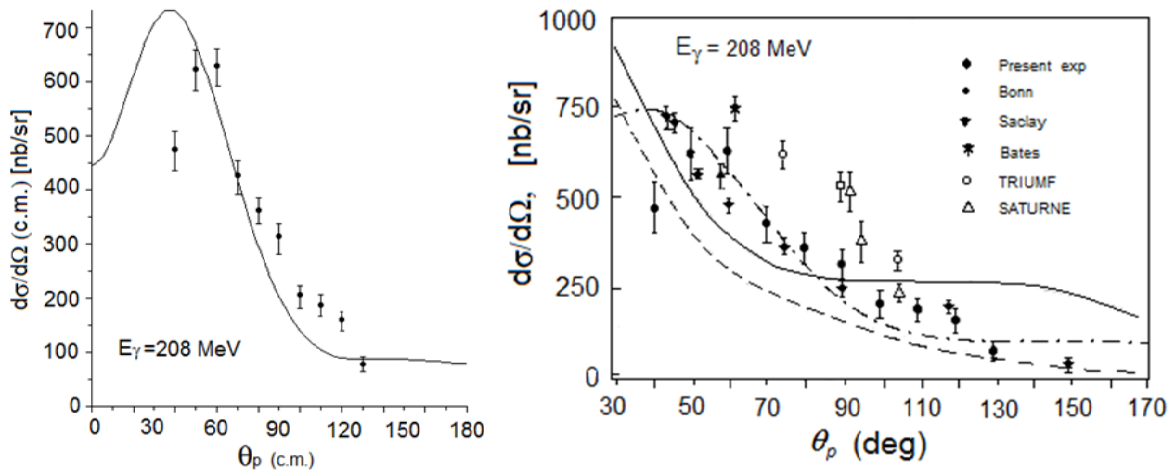 dσ/dΩ (c.m.) [nb/sr]
700
600
500
450
300
200
100
0
E γ =208 MeV
0
30
60
90
120
150
180
θp (c.m.)
dσ/dΩ, [nb/sr]
1000
750
500
250
0
Eγ = 208 MeV
Present exp
Bonn
Saclay
Bates
TRIUMF
SATURNE
30
50
70
90
110
130
150
170
θp (deg)